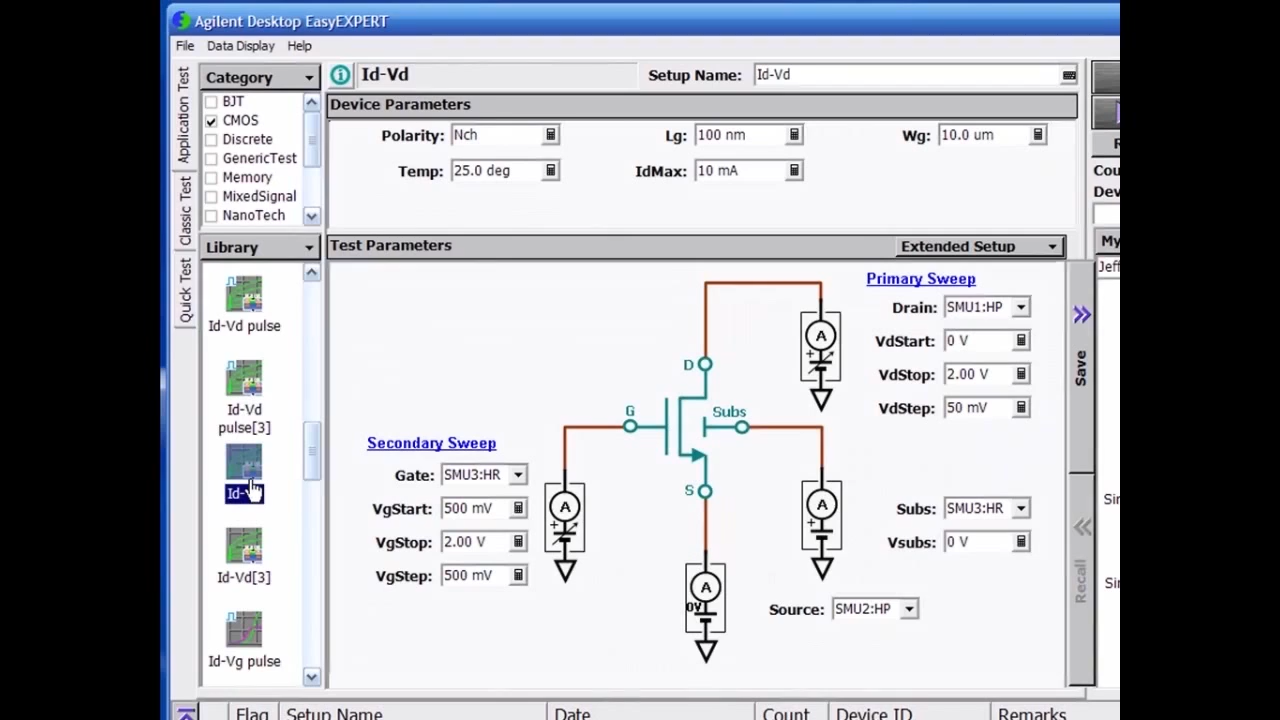 Agilent Desktop EasyEXPERT
File Data Display Help
Application Test
Classic Test
Quick Test
Category
BJT
CMOS
Discrete
GenericTest
Memory
MixedSignal
NanoTech
Library
Id-Vd pulse
Id-Vd
pulse[3]
Id-Vd[3]
Id-Vg pulse
Id-Vd
Setup Name: Id-Vd
Device Parameters
Polarity: Nch Lg: 100 nm Wg: 10.0 um
Temp: 25.0 deg IdMax: 10 mA
Test Parameters
Extended Setup
Primary Sweep
Drain: SMU1:HP
VdStart: 0 V
VdStop: 2.00 V
VdStep: 50 mV
A
D
G
Subs
S
Secondary Sweep
Gate: SMU3:HR
VgStart: 500 mV
VgStop: 2.00 V
VgStep: 500 mV
A
A
Subs: SMU3:HR
Vsubs: 0 V
A
0V
Source: SMU2:HP
Save
Recall
Cou
Dev
My
Jeff
Flag Setup Name Date Count Device ID Remarks